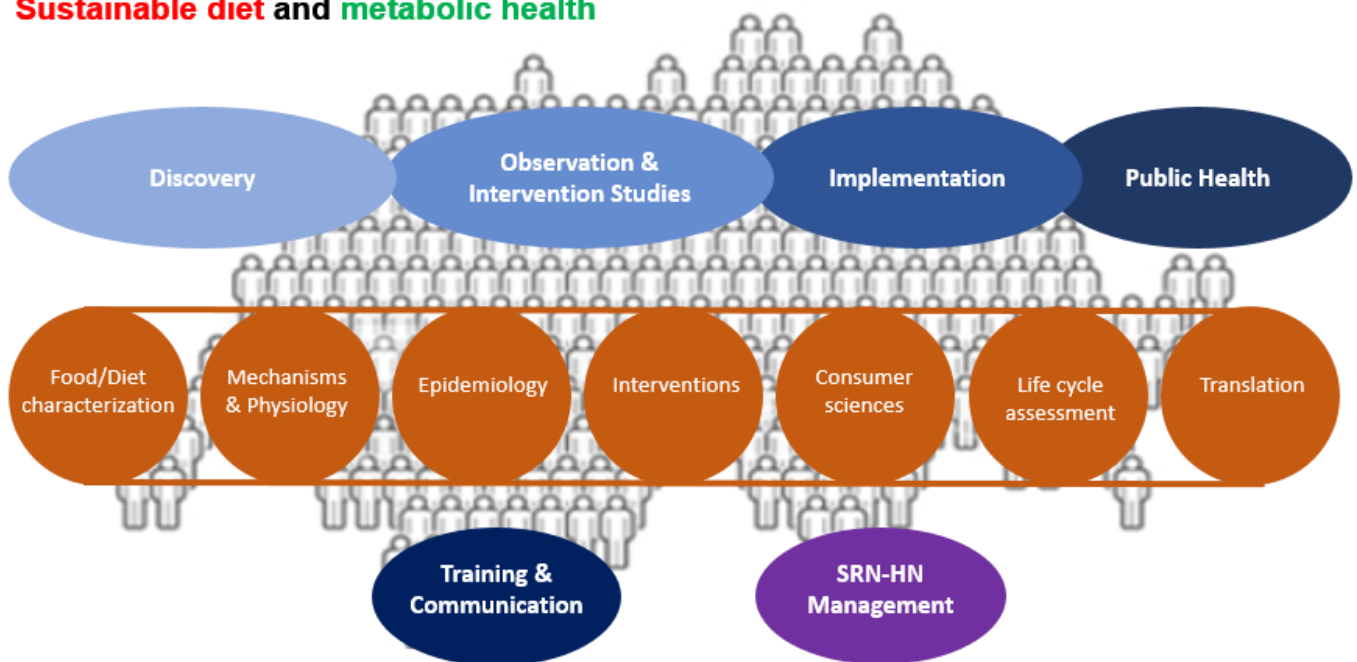 Sustainable diet and metabolic health
Discovery
Observation &
Intervention Studies
Implementation
Public Health
Food/Diet
characterization
Mechanisms
& Physiology
Epidemiology
Interventions
Consumer
sciences
Life cycle
assessment
Translation
Training &
Communication
SRN-HN
Management